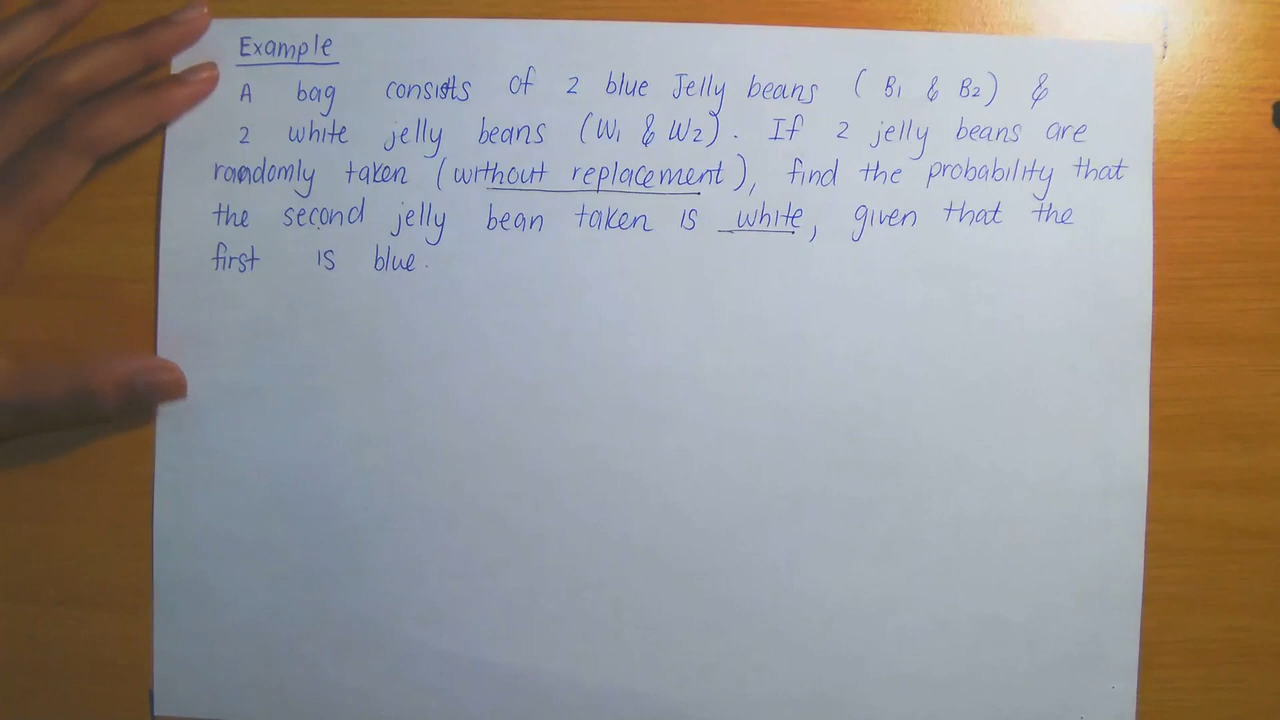 Example
A bag consists of 2 blue Jelly beans (B1 & B2) &
2 white jelly beans (W1 & W2). If 2 jelly beans are
randomly taken (without replacement), find the probability that
the second jelly bean taken is white, given that the
first is blue.